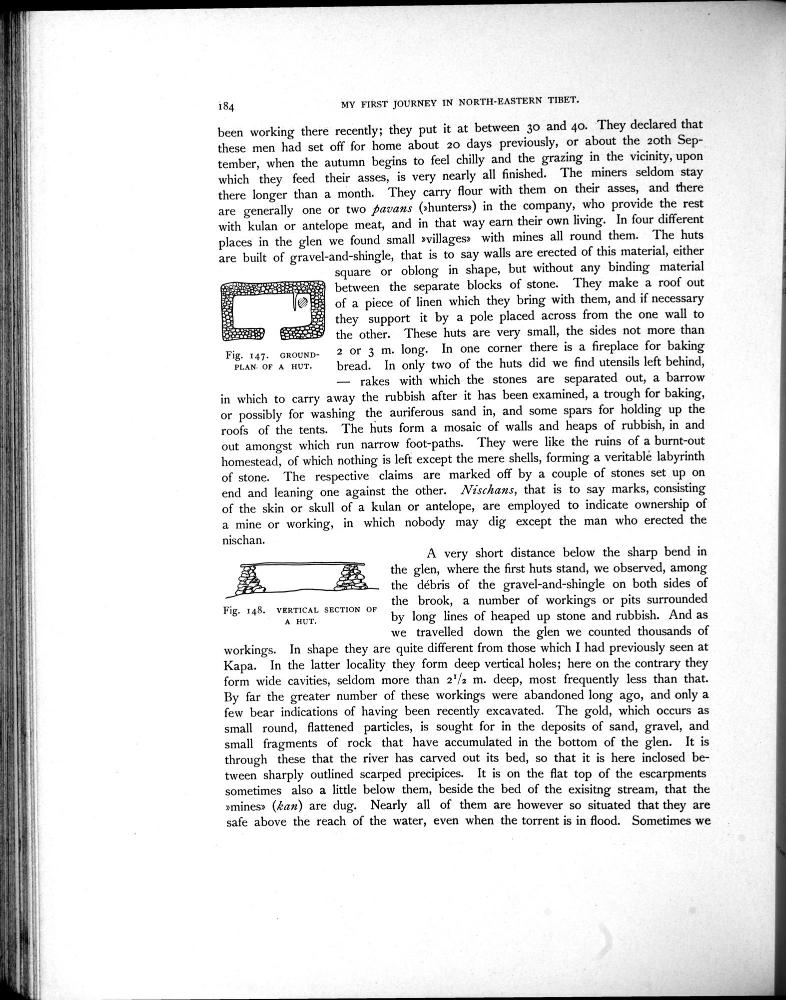 184
MY FIRST JOURNEY IN NORTH-EASTERN TIBET.
been working there recently; they put it at between 30 and 40. They declared that
these men had set off for home about 20 days previously, or about the 20th Sep-
tember, when the autumn begins to feel chilly and the grazing in the vicinity, upon
which they feed their asses, is very nearly all finished. The miners seldom stay
there longer than a month. They carry flour with them on their asses, and there
are generally one or two pavans (»hunters») in the company, who provide the rest
with kulan or antelope meat, and in that way earn their own living. In four different
places in the glen we found small »villages» with mines all round them. The huts
are built of gravel-and-shingle, that is to say walls are erected of this material, either
square or oblong in shape, but without any binding material
between the separate blocks of stone. They make a roof out
of a piece of linen which they bring with them, and if necessary
they support it by a pole placed across from the one wall to
the other. These huts are very small, the sides not more than
2 or 3 m. long. In one corner there is a fireplace for baking
bread. In only two of the huts did we find utensils left behind,
— rakes with which the stones are separated out, a barrow
Fig. 147. GROUND-
PLAN OF A HUT.
in which to carry away the rubbish after it has been examined, a trough for baking,
or possibly for washing the auriferous sand in, and some spars for holding up the
roofs of the tents. The huts form a mosaic of walls and heaps of rubbish, in and
out amongst which run narrow foot-paths. They were like the ruins of a burnt-out
homestead, of which nothing is left except the mere shells, forming a veritable labyrinth
of stone. The respective claims are marked off by a couple of stones set up on
end and leaning one against the other. Nischans, that is to say marks, consisting
of the skin or skull of a kulan or antelope, are employed to indicate ownership of
a mine or working, in which nobody may dig except the man who erected the
nischan.
A very short distance below the sharp bend in
the glen, where the first huts stand, we observed, among
the débris of the gravel-and-shingle on both sides of
the brook, a number of workings or pits surrounded
by long lines of heaped up stone and rubbish. And as
we travelled down the glen we counted thousands of
Fig. 148. VERTICAL SECTION OF
A HUT.
workings. In shape they are quite different from those which I had previously seen at
Kapa. In the latter locality they form deep vertical holes; here on the contrary they
form wide cavities, seldom more than 2 1/2 m. deep, most frequently less than that.
By far the greater number of these workings were abandoned long ago, and only a
few bear indications of having been recently excavated. The gold, which occurs as
small round, flattened particles, is sought for in the deposits of sand, gravel, and
small fragments of rock that have accumulated in the bottom of the glen. It is
through these that the river has carved out its bed, so that it is here inclosed be-
tween sharply outlined scarped precipices. It is on the flat top of the escarpments
sometimes also a little below them, beside the bed of the exisitng stream, that the
»mines» (kan) are dug. Nearly all of them are however so situated that they are
safe above the reach of the water, even when the torrent is in flood. Sometimes we